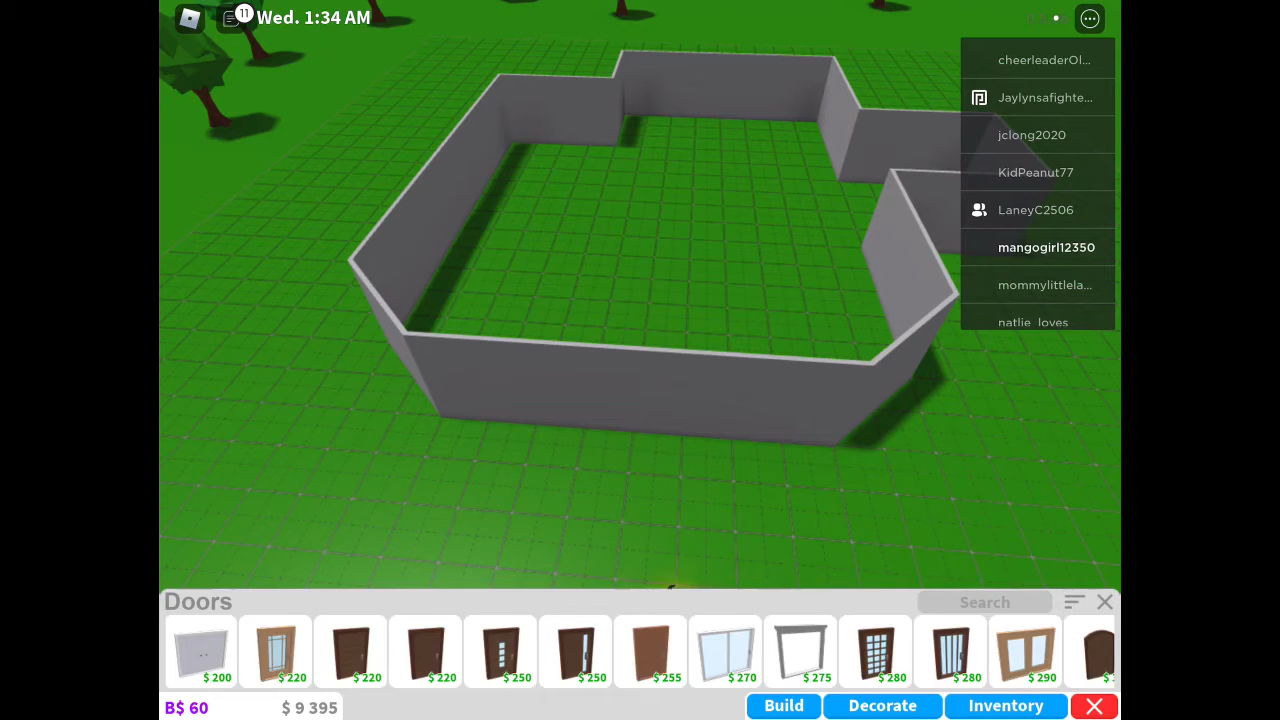 11
Wed. 1:34 AM
cheerleaderOl...
Jaylynsafighte...
jclong2020
KidPeanut77
LaneyC2506
mangogirl12350
mommylittlela...
natlie_loves
Doors
Search
$ 200
$ 220
$ 220
$ 220
$ 250
$ 250
$ 255
$ 270
$ 275
$ 280
$ 280
$ 290
B$ 60
$ 9 395
Build
Decorate
Inventory